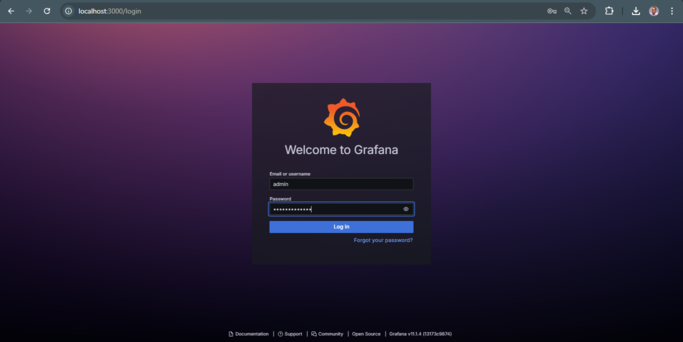 localhost:3000/login
Welcome to Grafana
Email or username
admin
Password
•••••••••••••
Log in
Forgot your password?
Documentation | Support | Community | Open Source | Grafana v11.1.4 (13173c9874)